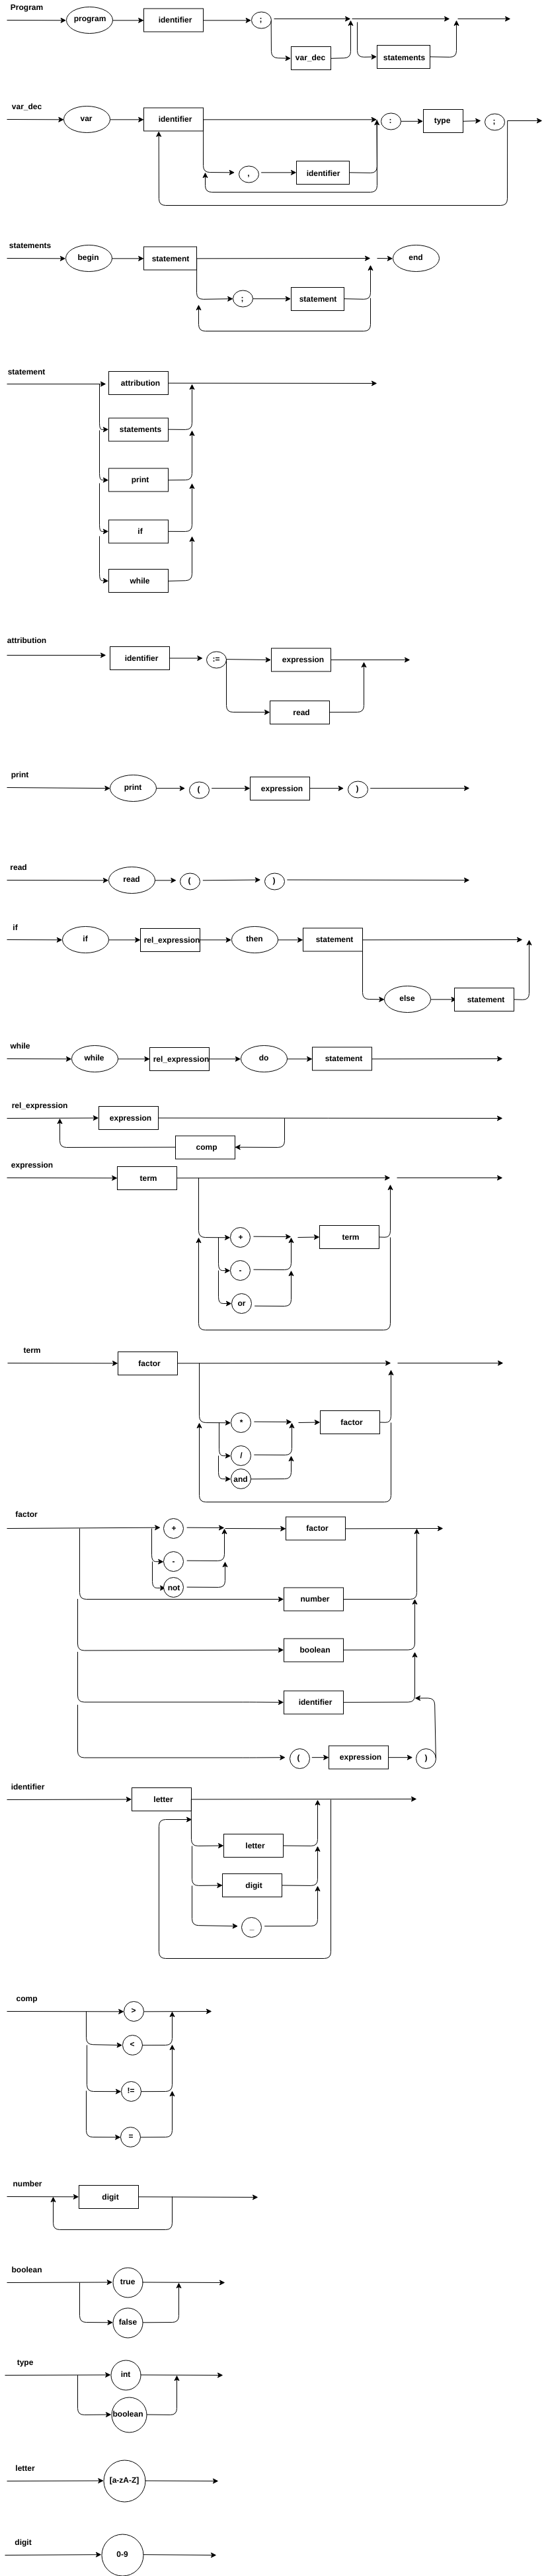 Program
program identifier ; var_dec statements
var_dec
var identifier , identifier : type ;
statements
begin statement ; statement end
statement
attribution
statements
print
if
while
attribution
identifier := expression
read
print
print ( expression )
read
read ( )
if
if rel_expression then statement
else statement
while
while rel_expression do statement
rel_expression
expression
comp
expression
term
+ term
-
or
term
factor
* factor
/
and
factor
+ factor
-
not
number
boolean
identifier
( expression )
identifier
letter
letter
digit
_
comp
>
<
!=
=
number
digit
boolean
true
false
type
int
boolean
letter
[a-zA-Z]
digit
0-9